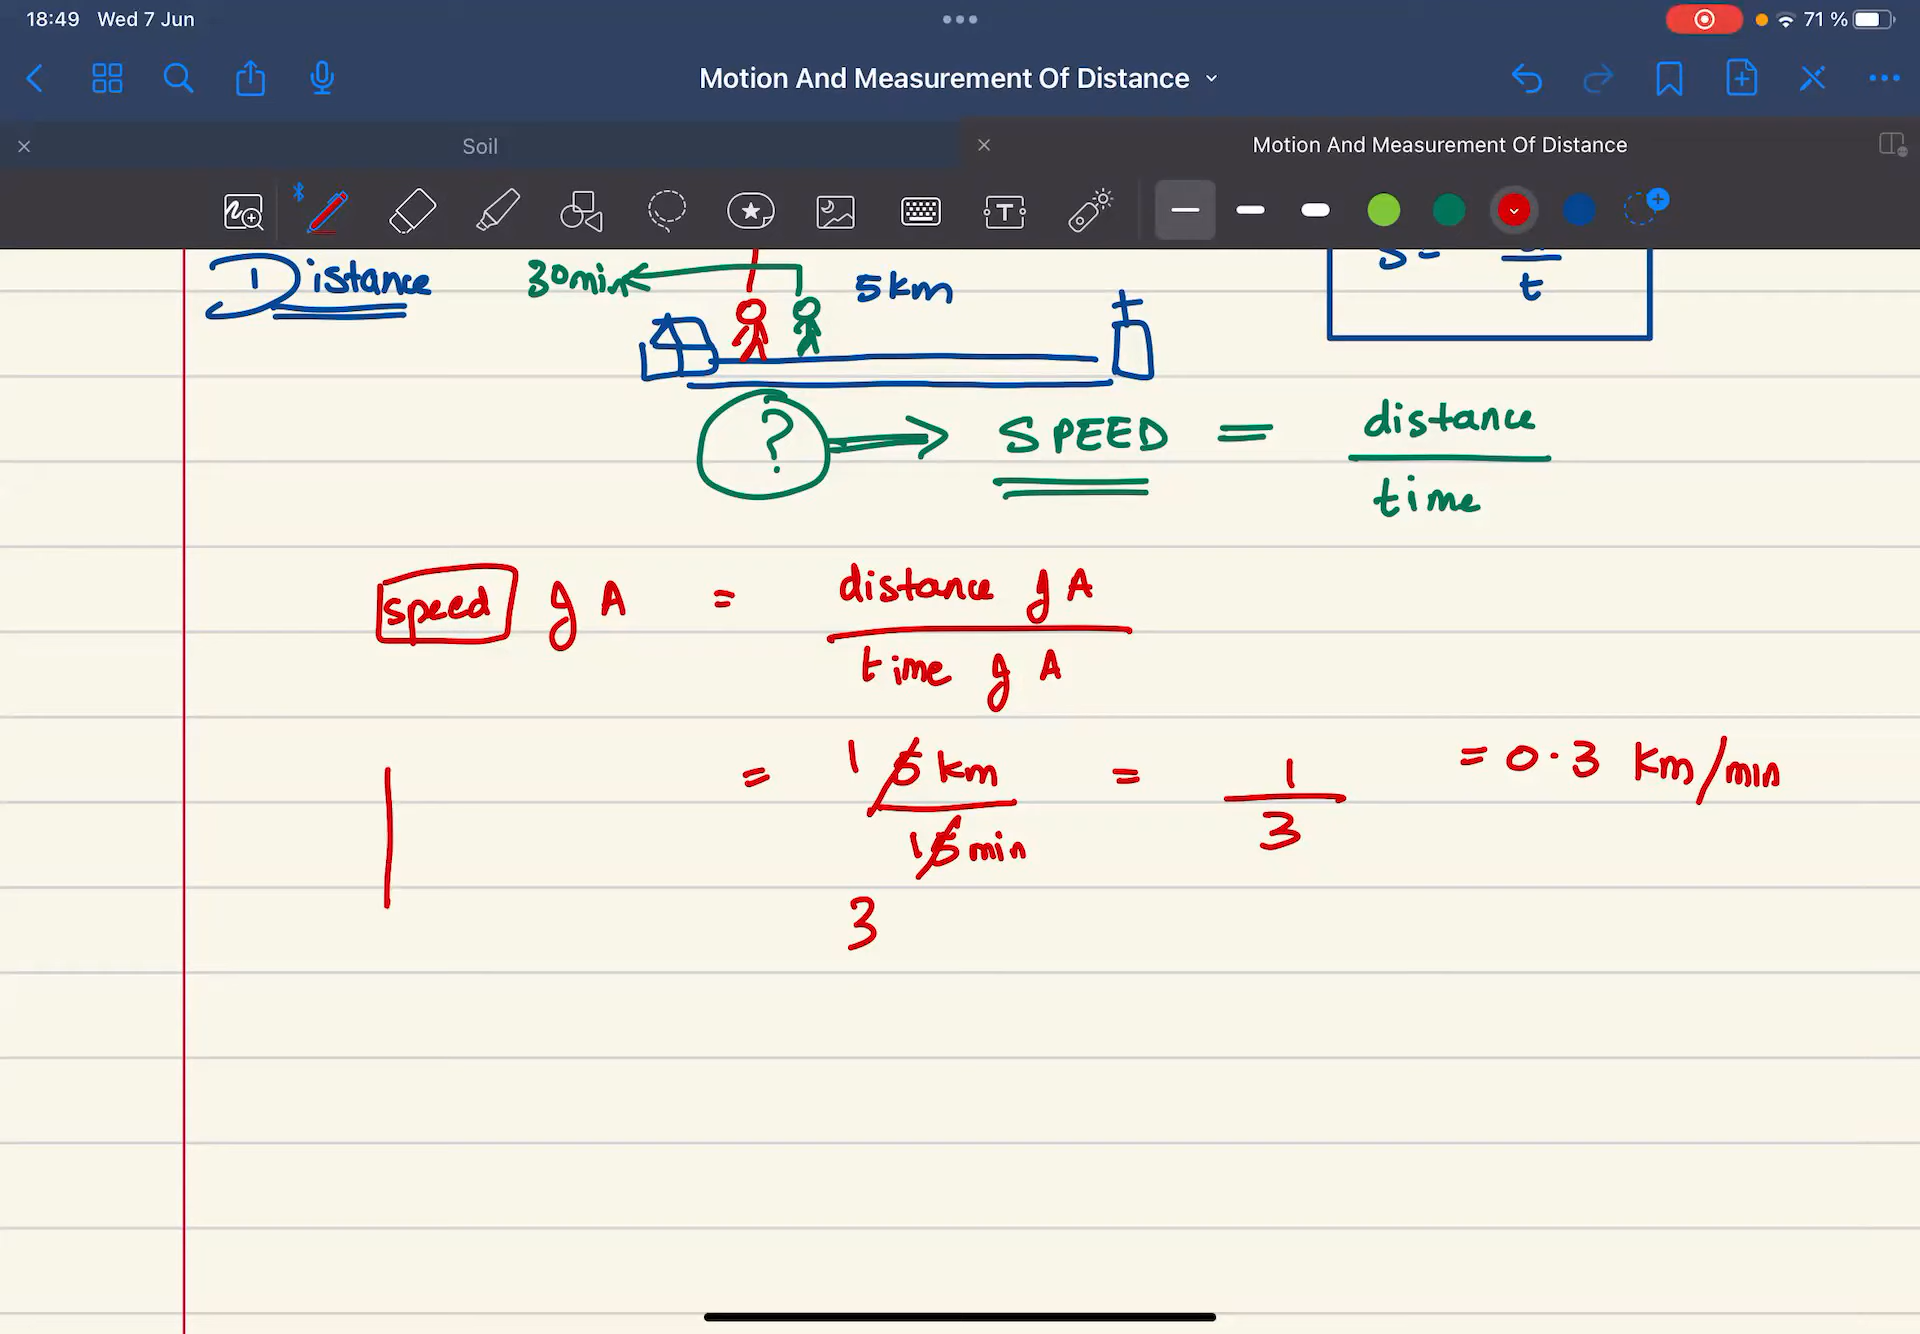 18:49 Wed 7 Jun
71 %
Motion And Measurement Of Distance
Soil
Motion And Measurement Of Distance
T
Distance
30min
5 km
t
? SPEED = distance
time
speed of A = distance of A
time of A
= 1 5 km = 1 = 0.3 km/min
15 min 3
3